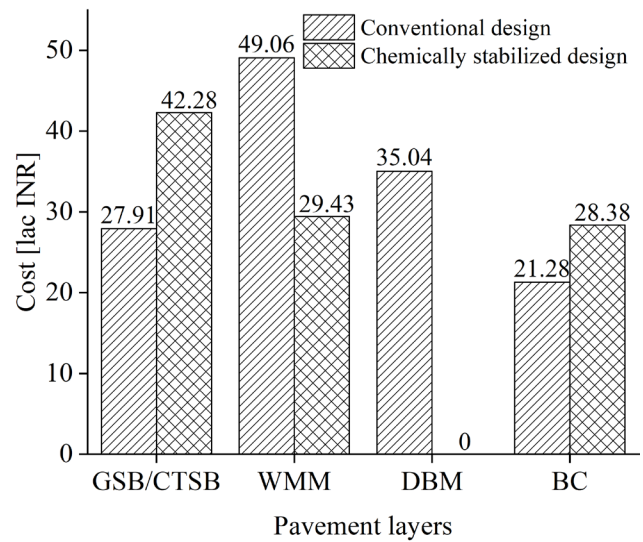 Conventional design
Chemically stabilized design
Cost [lac INR]
50
40
30
20
10
0
27.91
42.28
49.06
29.43
35.04
0
21.28
28.38
GSB/CTSB
WMM
DBM
BC
Pavement layers